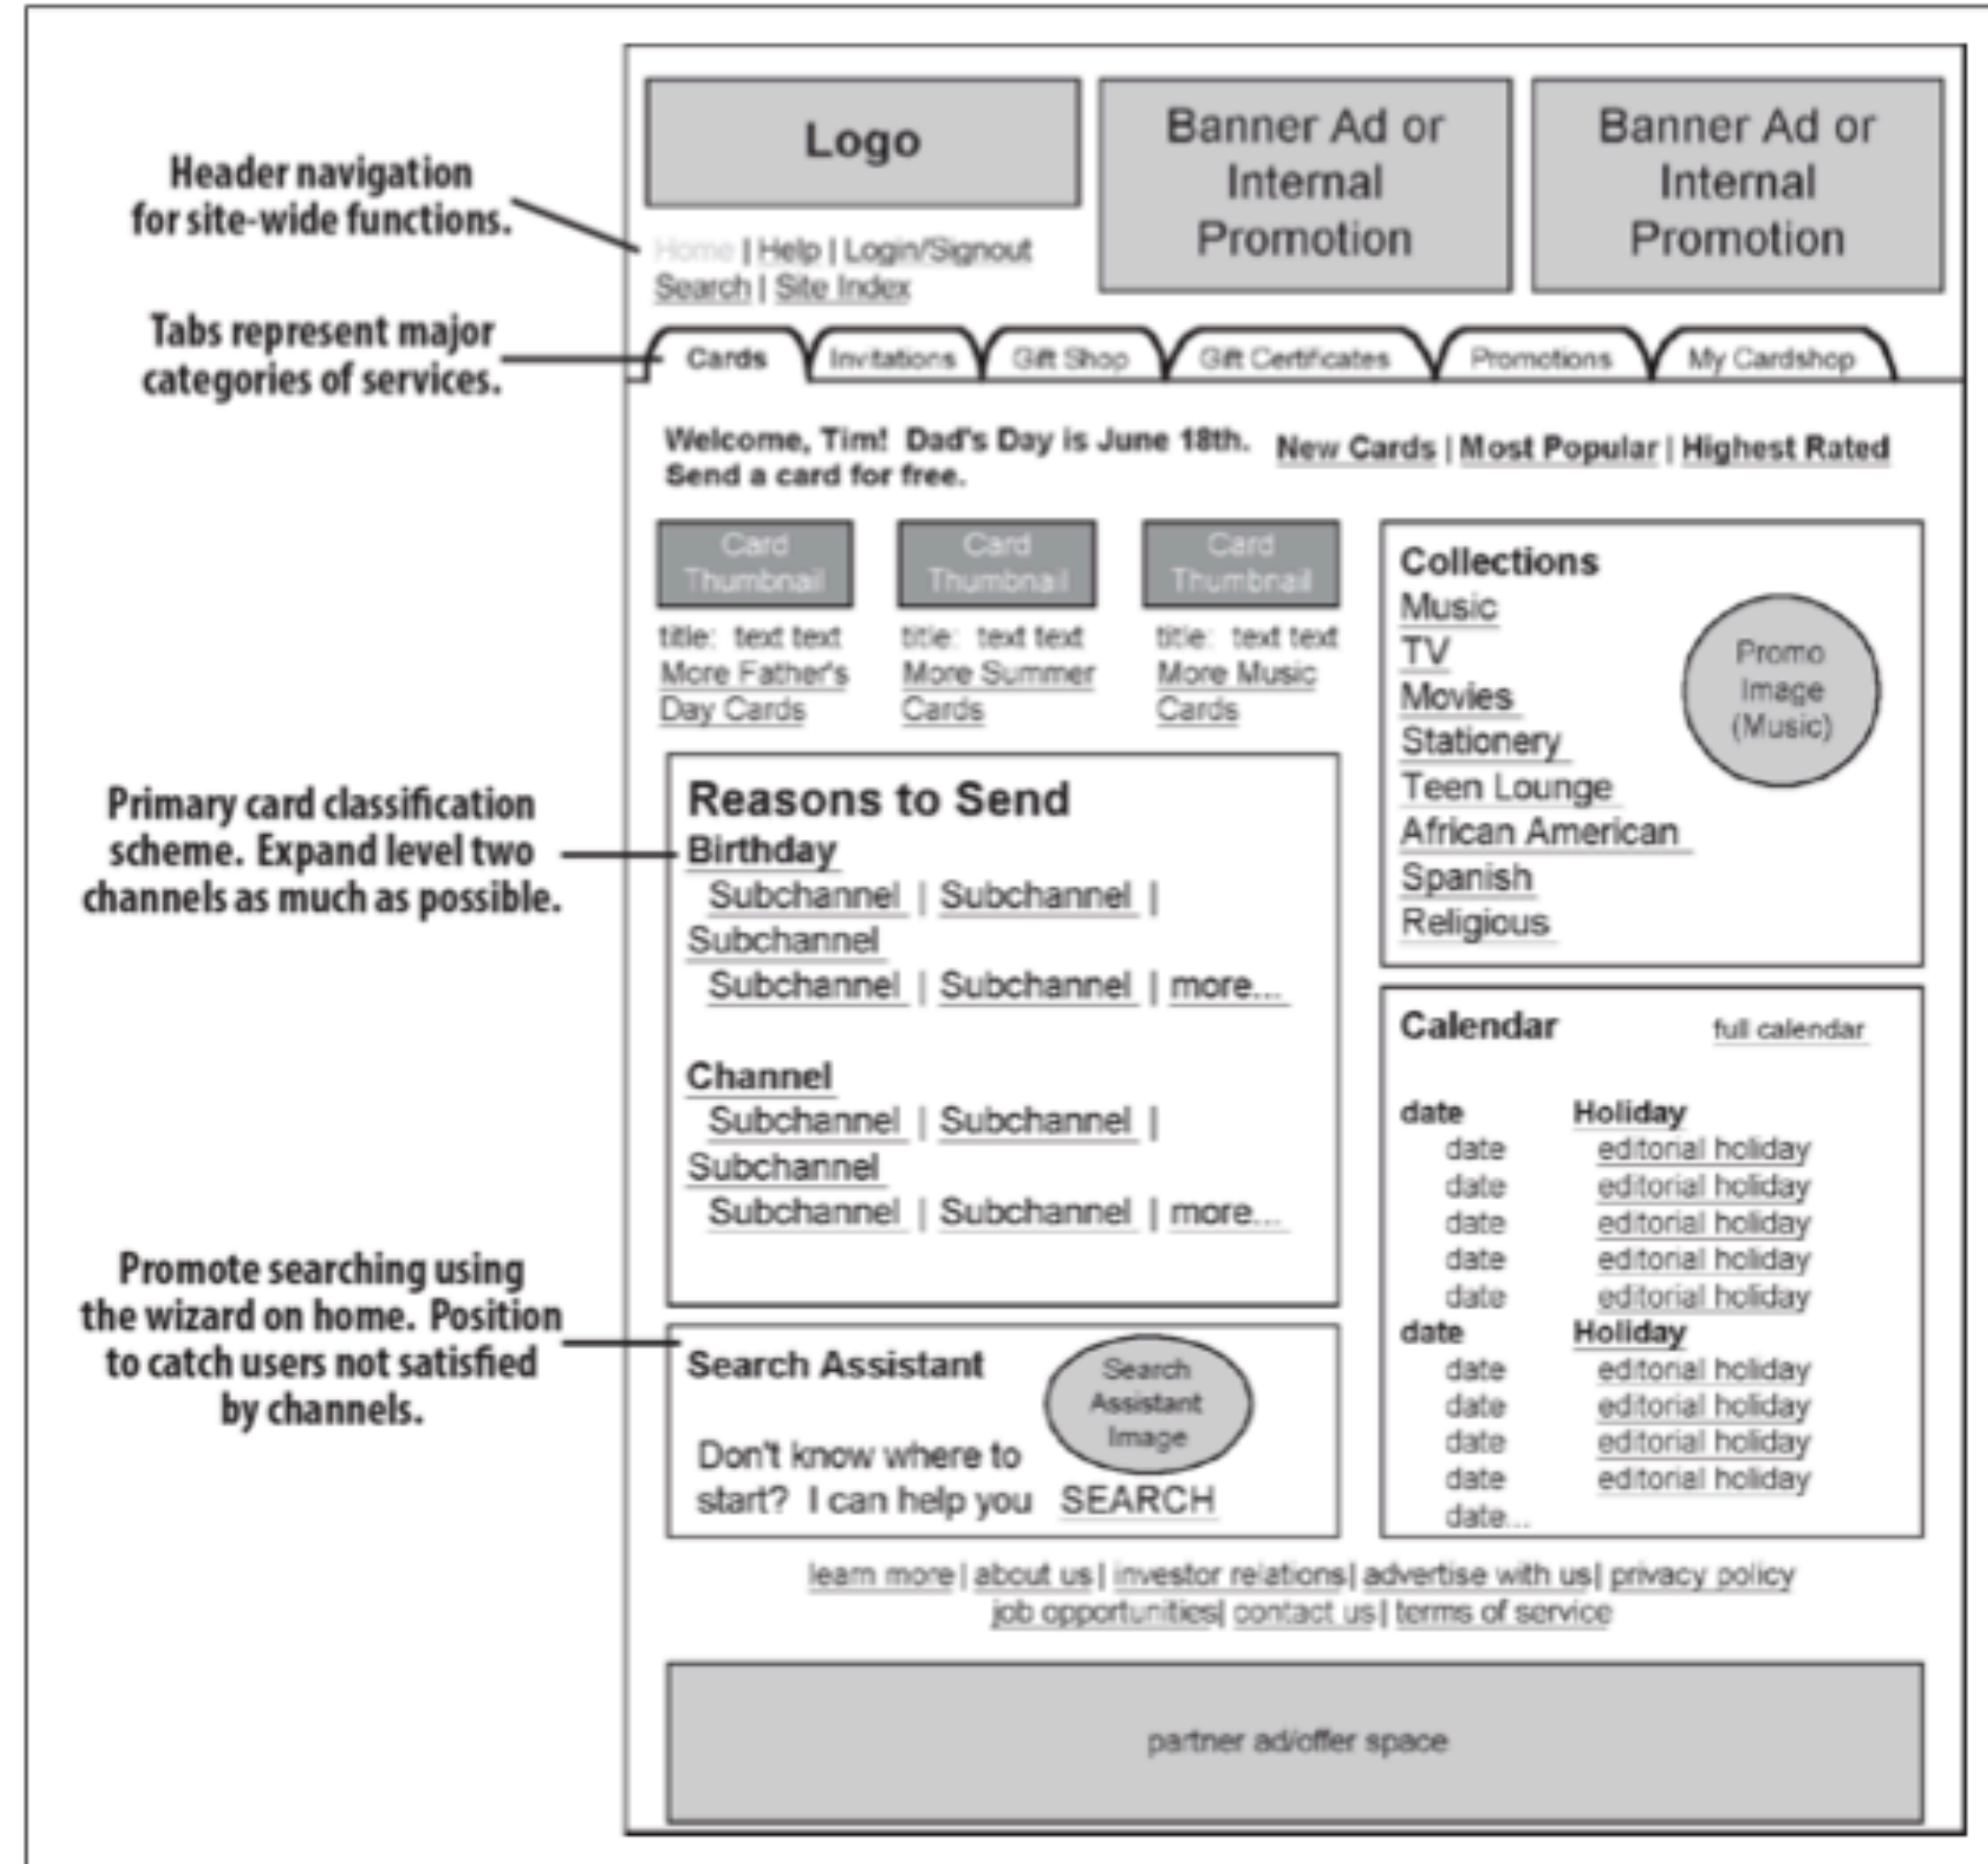 Header navigation
for site-wide functions.
Tabs represent major
categories of services.
Primary card classification
scheme. Expand level two
channels as much as possible.
Promote searching using
the wizard on home. Position
to catch users not satisfied
by channels.
Logo
Banner Ad or
Internal
Promotion
Banner Ad or
Internal
Promotion
Home | Help | Login/Signout
Search | Site Index
Cards
Invitations
Gift Shop
Gift Certificates
Promotions
My Cardshop
Welcome, Tim! Dad's Day is June 18th.
Send a card for free.
New Cards | Most Popular | Highest Rated
Card
Thumbnail
title: text text
More Father's
Day Cards
Card
Thumbnail
title: text text
More Summer
Cards
Card
Thumbnail
title: text text
More Music
Cards
Reasons to Send
Birthday
Subchannel | Subchannel |
Subchannel
Subchannel | Subchannel | more...
Channel
Subchannel | Subchannel |
Subchannel
Subchannel | Subchannel | more...
Search Assistant
Don't know where to
start? I can help you SEARCH
Search
Assistant
Image
Collections
Music
TV
Movies
Stationery
Teen Lounge
African American
Spanish
Religious
Promo
Image
(Music)
Calendar full calendar
date Holiday
date editorial holiday
date editorial holiday
date editorial holiday
date editorial holiday
date editorial holiday
date Holiday
date editorial holiday
date editorial holiday
date editorial holiday
date editorial holiday
date...
learn more | about us | investor relations | advertise with us | privacy policy
job opportunities | contact us | terms of service
partner ad/offer space